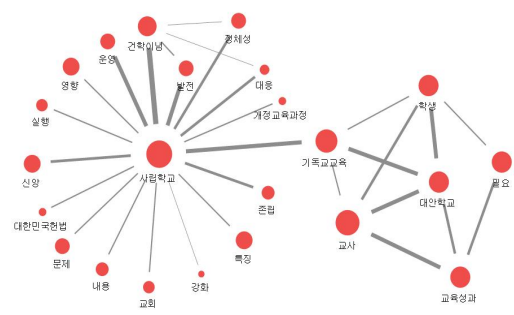 정체성
건학이념
운영
발전
대응
영향
개정교육과정
실행
학생
기독교교육
신앙
사립학교
필요
대안학교
존립
대한민국헌법
교사
문제
특징
내용
강화
교회
교육성과